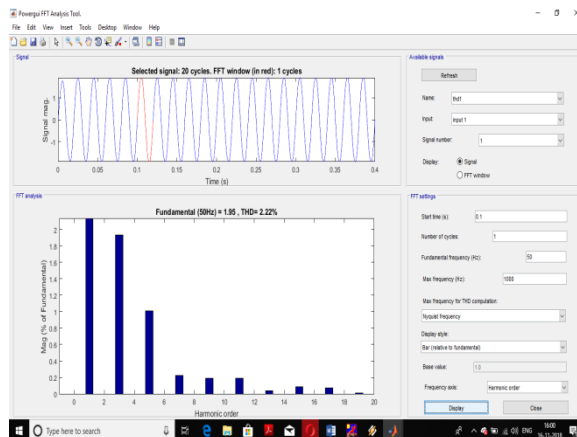 Powergui FFT Analysis Tool.
File Edit View Insert Tools Desktop Window Help
Signal
Selected signal: 20 cycles. FFT window (in red): 1 cycles
Signal mag.
1
0
-1
0 0.05 0.1 0.15 0.2 0.25 0.3 0.35 0.4
Time (s)
FFT analysis
Fundamental (50Hz) = 1.95 , THD= 2.22%
Mag (% of Fundamental)
2
1.8
1.6
1.4
1.2
1
0.8
0.6
0.4
0.2
0
0 2 4 6 8 10 12 14 16 18 20
Harmonic order
Available signals
Refresh
Name: thd1
Input: input 1
Signal number: 1
Display: Signal
FFT window
FFT settings
Start time (s): 0.1
Number of cycles: 1
Fundamental frequency (Hz): 50
Max frequency (Hz): 1000
Max frequency for THD computation:
Nyquist frequency
Display style:
Bar (relative to fundamental)
Base value: 1.0
Frequency axis: Harmonic order
Display Close
Type here to search
ENG
16:00
16.11.2018